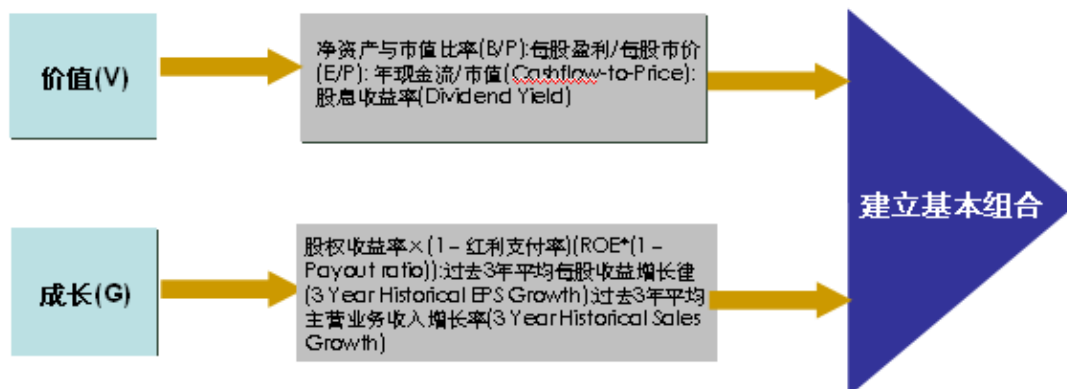 价值(V)
净资产与市值比率(B/P):每股盈利/每股市价
(E/P): 年现金流/市值(Cashflow-to-Price):
股息收益率(Dividend Yield)
成长(G)
股权收益率×(1－红利支付率)(ROE*(1－
Payout ratio)):过去3年平均每股收益增长律
(3 Year Historical EPS Growth):过去3年平均
主营业务收入增长率(3 Year Historical Sales
Growth)
建立基本组合